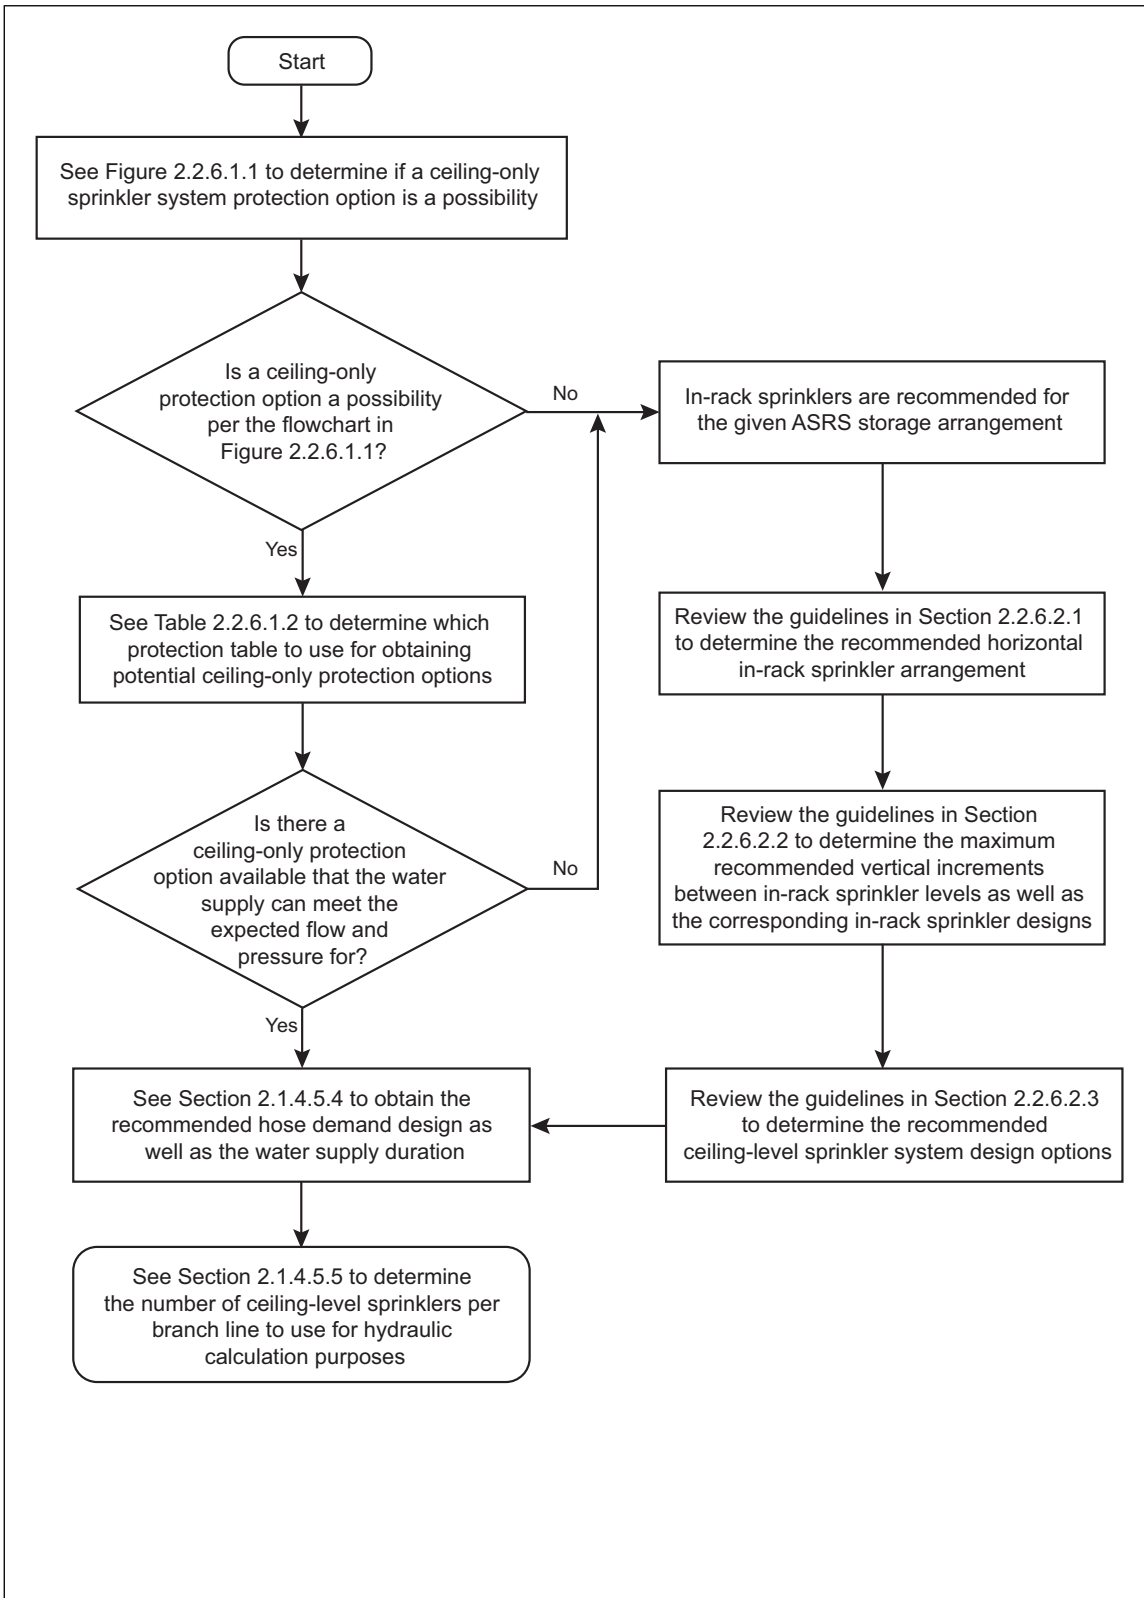 Start
See Figure 2.2.6.1.1 to determine if a ceiling-only
sprinkler system protection option is a possibility
Is a ceiling-only
protection option a possibility
per the flowchart in
Figure 2.2.6.1.1?
No
In-rack sprinklers are recommended for
the given ASRS storage arrangement
Yes
See Table 2.2.6.1.2 to determine which
protection table to use for obtaining
potential ceiling-only protection options
Review the guidelines in Section 2.2.6.2.1
to determine the recommended horizontal
in-rack sprinkler arrangement
Is there a
ceiling-only protection
option available that the water
supply can meet the
expected flow and
pressure for?
No
Review the guidelines in Section
2.2.6.2.2 to determine the maximum
recommended vertical increments
between in-rack sprinkler levels as well as
the corresponding in-rack sprinkler designs
Yes
See Section 2.1.4.5.4 to obtain the
recommended hose demand design as
well as the water supply duration
Review the guidelines in Section 2.2.6.2.3
to determine the recommended
ceiling-level sprinkler system design options
See Section 2.1.4.5.5 to determine
the number of ceiling-level sprinklers per
branch line to use for hydraulic
calculation purposes